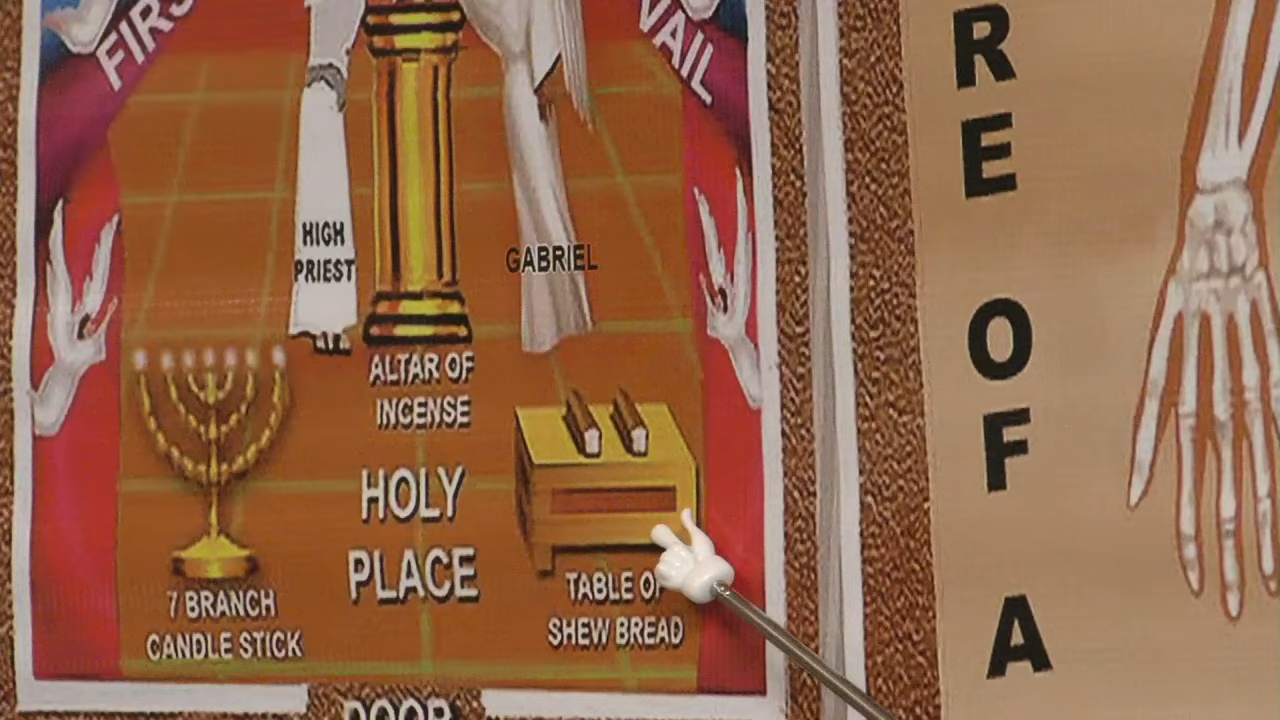 FIRS
VAIL
HIGH
PRIEST
GABRIEL
ALTAR OF
INCENSE
HOLY
PLACE
7 BRANCH
CANDLE STICK
TABLE OF
SHEW BREAD
DOOR
R
E
O
F
A